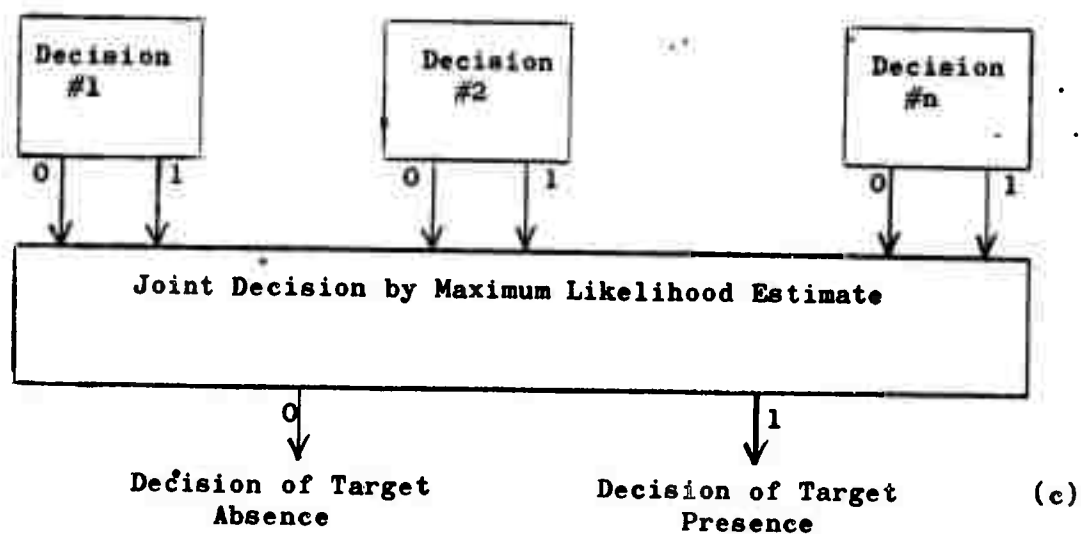 Decision
#1
Decision
#2
Decision
#n
0 1
0 1
0 1
Joint Decision by Maximum Likelihood Estimate
0
1
Decision of Target
Absence
Decision of Target
Presence
(c)